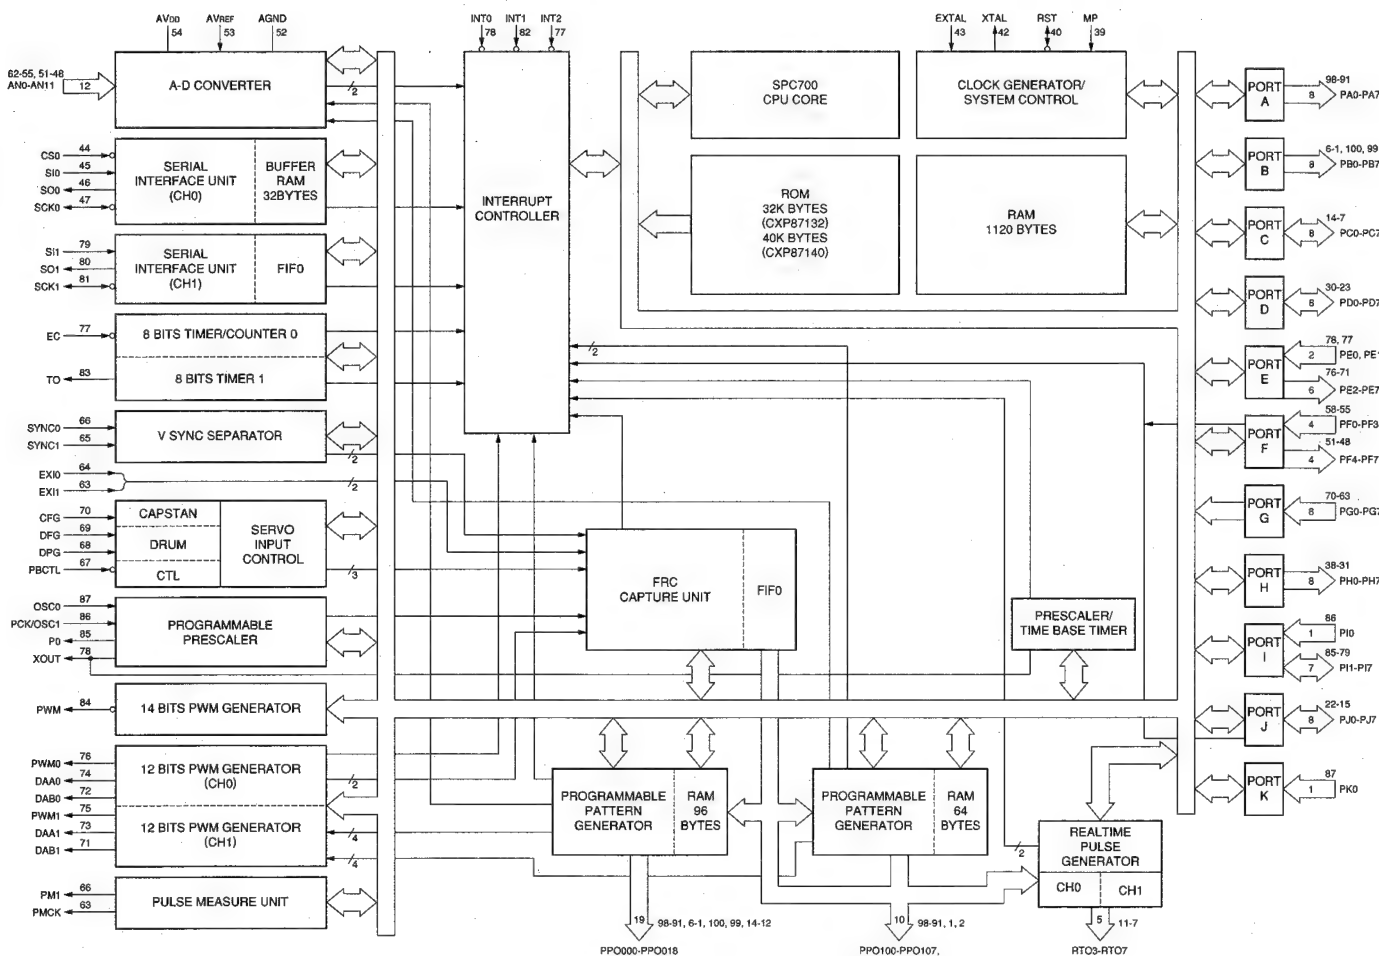 AVDD
54
AVREF
53
AGND
52
62-55, 51-48
AN0-AN11
12
A-D CONVERTER
2
CS0
44
SI0
45
SO0
46
SCK0
47
SERIAL
INTERFACE UNIT
(CH0)
BUFFER
RAM
32BYTES
SI1
79
SO1
80
SCK1
81
SERIAL
INTERFACE UNIT
(CH1)
FIF0
EC
77
TO
83
8 BITS TIMER/COUNTER 0
8 BITS TIMER 1
SYNC0
66
SYNC1
65
V SYNC SEPARATOR
2
EXI0
64
EXI1
63
2
CFG
70
DFG
69
DPG
68
PBCTL
67
CAPSTAN
DRUM
CTL
SERVO
INPUT
CONTROL
3
OSC0
87
PCK/OSC1
86
P0
85
XOUT
78
PROGRAMMABLE
PRESCALER
PWM
84
14 BITS PWM GENERATOR
PWM0
76
DAA0
74
DAB0
72
PWM1
75
DAA1
73
DAB1
71
12 BITS PWM GENERATOR
(CH0)
12 BITS PWM GENERATOR
(CH1)
2
4
4
PM1
66
PMCK
63
PULSE MEASURE UNIT
INT0
78
INT1
82
INT2
77
INTERRUPT
CONTROLLER
2
SPC700
CPU CORE
EXTAL
43
XTAL
42
RST
40
MP
39
CLOCK GENERATOR/
SYSTEM CONTROL
ROM
32K BYTES
(CXP87132)
40K BYTES
(CXP87140)
RAM
1120 BYTES
FRC
CAPTURE UNIT
FIF0
PRESCALER/
TIME BASE TIMER
PROGRAMMABLE
PATTERN
GENERATOR
RAM
96
BYTES
19
98-91, 6-1, 100, 99, 14-12
PPO000-PPO018
PROGRAMMABLE
PATTERN
GENERATOR
RAM
64
BYTES
10
98-91, 1, 2
PPO100-PPO107,
2
REALTIME
PULSE
GENERATOR
CH0
CH1
5
11-7
RTO3-RTO7
PORT
A
98-91
8
PA0-PA7
PORT
B
6-1, 100, 99
8
PB0-PB7
PORT
C
14-7
8
PC0-PC7
PORT
D
30-23
8
PD0-PD7
PORT
E
78, 77
2
PE0, PE1
76-71
6
PE2-PE7
PORT
F
58-55
4
PF0-PF3
51-48
4
PF4-PF7
PORT
G
70-63
8
PG0-PG7
PORT
H
38-31
8
PH0-PH7
PORT
I
86
1
PI0
85-79
7
PI1-PI7
PORT
J
22-15
8
PJ0-PJ7
PORT
K
87
1
PK0